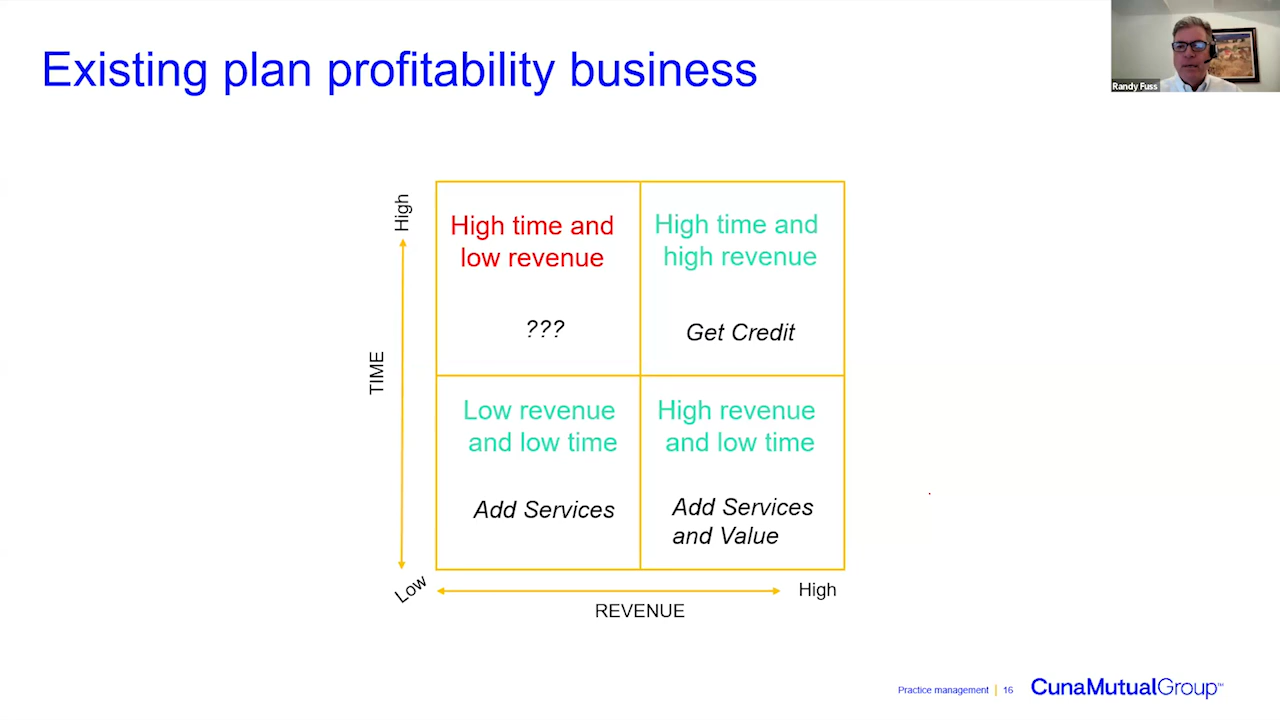 Existing plan profitability business
Randy Fuss
High
TIME
Low
High time and
low revenue
???
High time and
high revenue
Get Credit
Low revenue
and low time
Add Services
High revenue
and low time
Add Services
and Value
REVENUE
High
Practice management | 16
CunaMutualGroup™